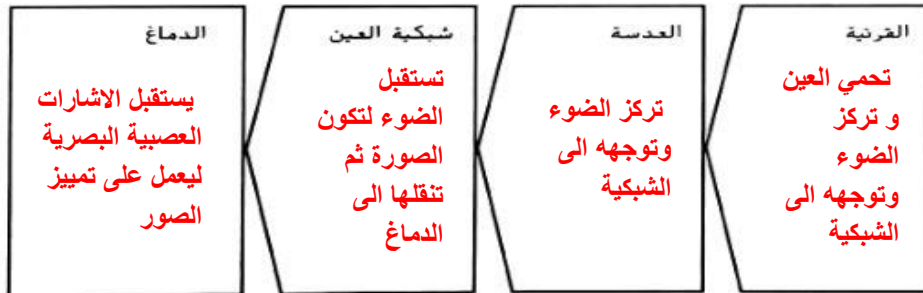 القرنية
تحمي العين
و تركز
الضوء
وتوجهه الى
الشبكية
العدسة
تركز الضوء
وتوجهه الى
الشبكية
شبكية العين
تستقبل
الضوء لتكون
الصورة ثم
تنقلها الى
الدماغ
الدماغ
يستقبل الاشارات
العصبية البصرية
ليعمل على تمييز
الصور